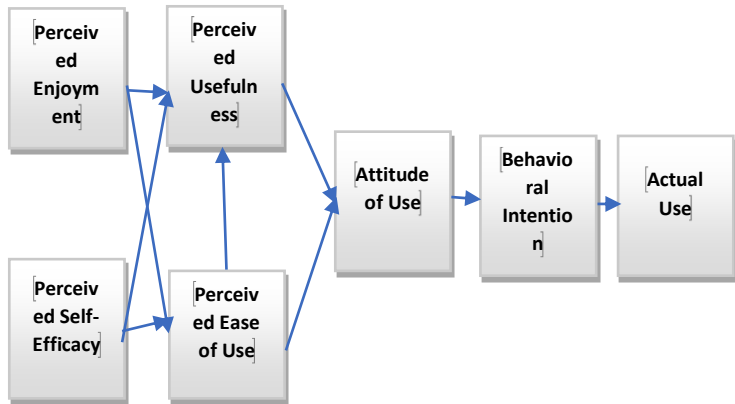 [Perceiv
ed
Enjoym
ent]
[Perceiv
ed
Usefuln
ess]
[Attitude
of Use]
[Behavio
ral
Intentio
n]
[Actual
Use]
[Perceiv
ed Self-
Efficacy]
[Perceiv
ed Ease
of Use]